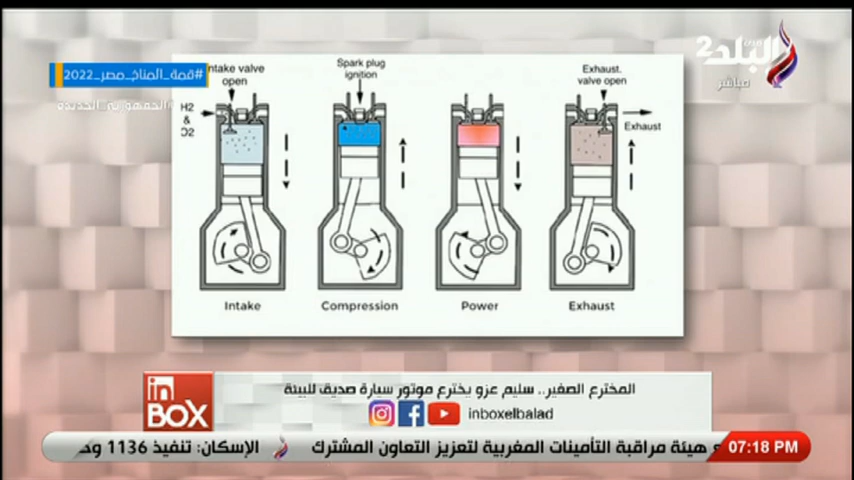 #قمة_المناخ_مصر_2022
#الجمهورية_الجديدة
صدى
البلد 2
مباشر
Intake valve
open
Spark plug
ignition
Exhaust.
valve open
H2
&
O2
Exhaust
Intake
Compression
Power
Exhaust
in
BOX
المخترع الصغير.. سليم عزو يخترع موتور سيارة صديق للبيئة
inboxelbalad
07:18 PM
هيئة مراقبة التأمينات المغربية لتعزيز التعاون المشترك
الإسكان: تنفيذ 1136